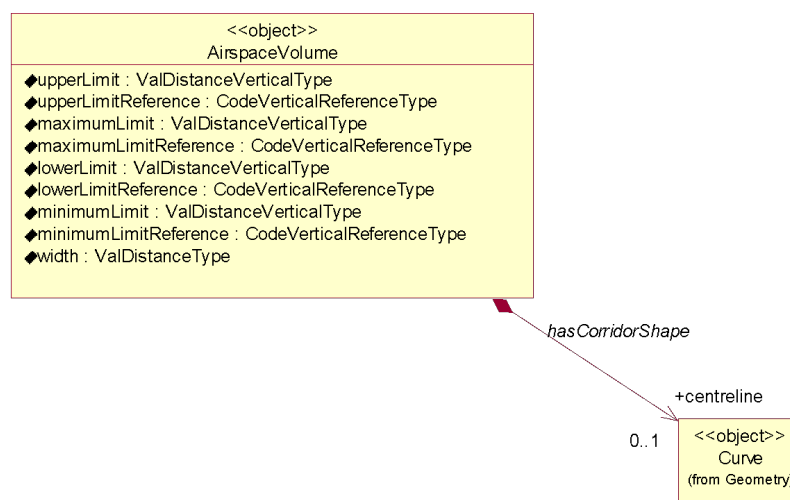 <<object>>
AirspaceVolume
upperLimit : ValDistanceVerticalType
upperLimitReference : CodeVerticalReferenceType
maximumLimit : ValDistanceVerticalType
maximumLimitReference : CodeVerticalReferenceType
lowerLimit : ValDistanceVerticalType
lowerLimitReference : CodeVerticalReferenceType
minimumLimit : ValDistanceVerticalType
minimumLimitReference : CodeVerticalReferenceType
width : ValDistanceType
hasCorridorShape
+centreline
0..1
<<object>>
Curve
(from Geometry)